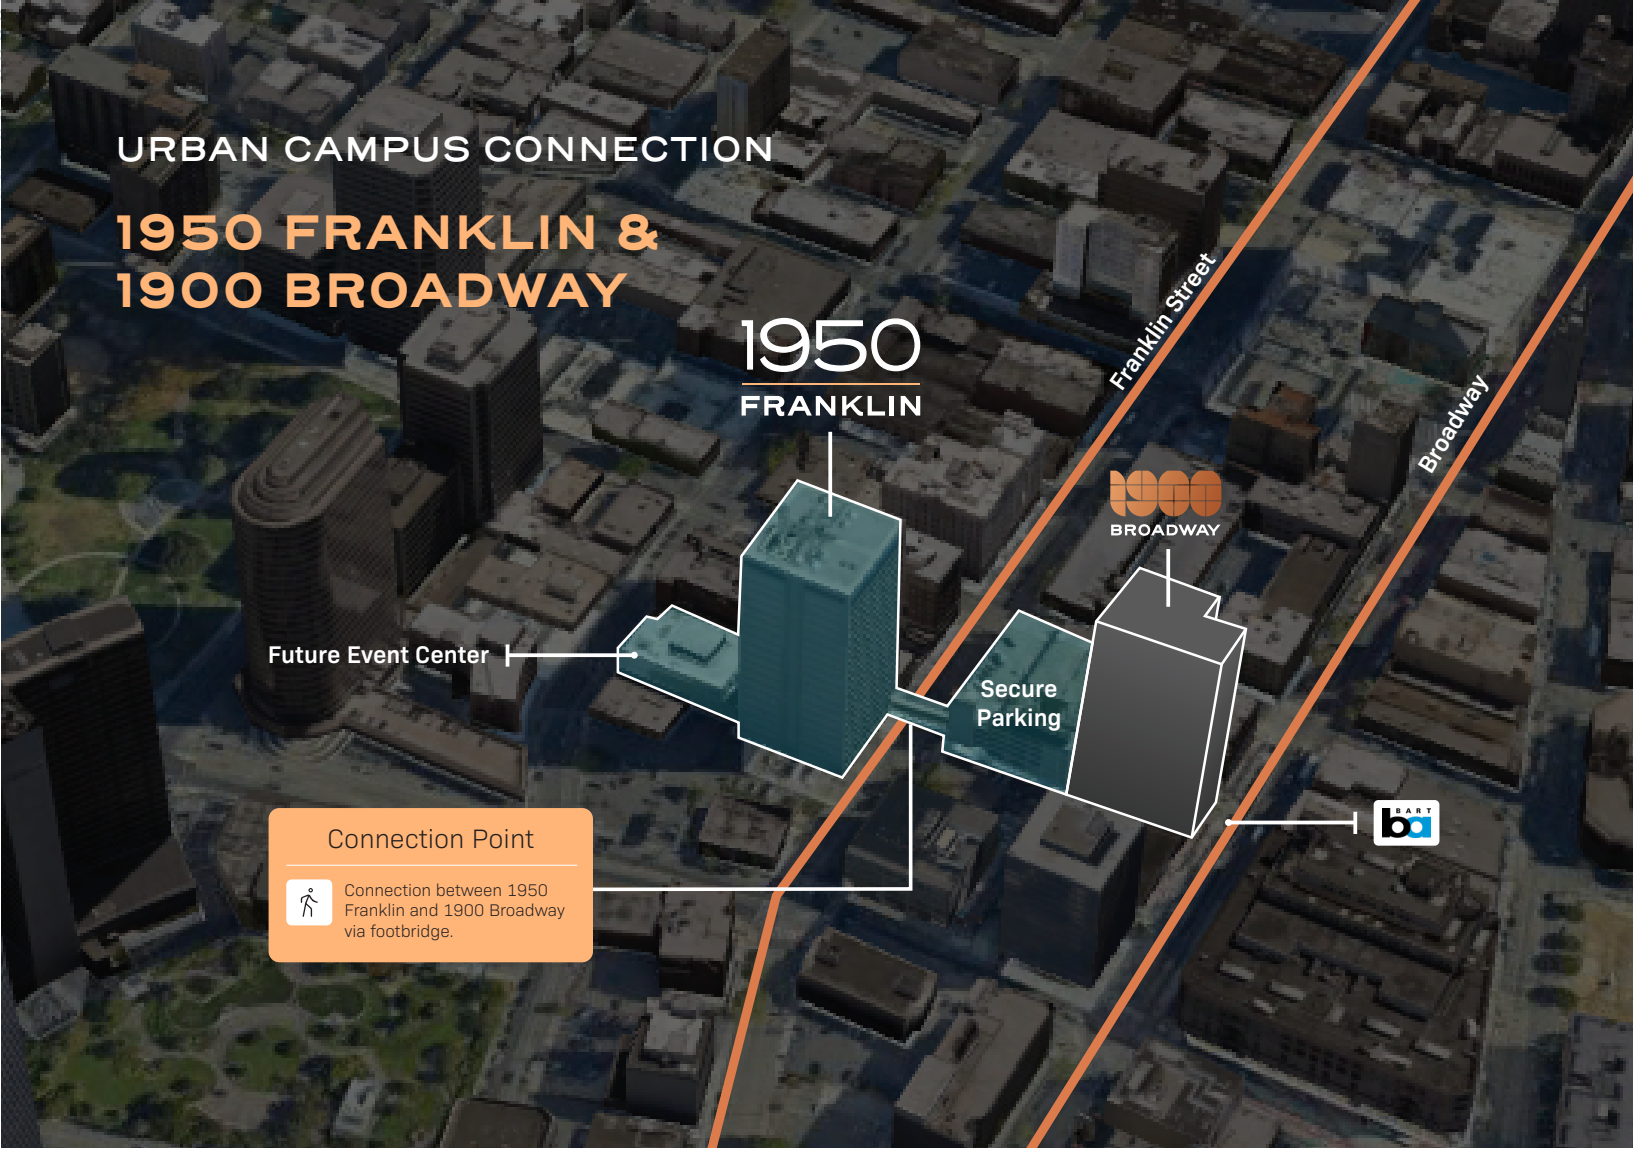 URBAN CAMPUS CONNECTION
1950 FRANKLIN &
1900 BROADWAY
1950
FRANKLIN
Franklin Street
Broadway
1900
BROADWAY
Future Event Center
Secure
Parking
Connection Point
Connection between 1950
Franklin and 1900 Broadway
via footbridge.
BART
ba